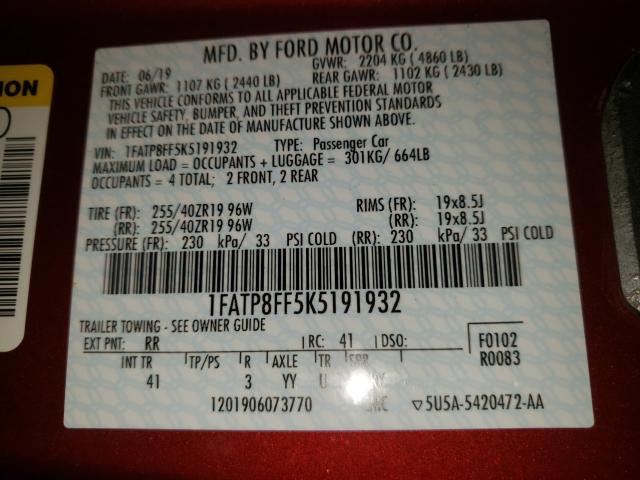 ION
MFD. BY FORD MOTOR CO.
DATE: 06/19 GVWR: 2204 KG ( 4860 LB)
FRONT GAWR: 1107 KG ( 2440 LB) REAR GAWR: 1102 KG ( 2430 LB)
THIS VEHICLE CONFORMS TO ALL APPLICABLE FEDERAL MOTOR
VEHICLE SAFETY, BUMPER, AND THEFT PREVENTION STANDARDS
IN EFFECT ON THE DATE OF MANUFACTURE SHOWN ABOVE.
VIN: 1FATP8FF5K5191932 TYPE: Passenger Car
MAXIMUM LOAD = OCCUPANTS + LUGGAGE = 301KG/ 664LB
OCCUPANTS = 4 TOTAL; 2 FRONT, 2 REAR
TIRE (FR): 255/40ZR19 96W RIMS (FR): 19x8.5J
(RR): 255/40ZR19 96W (RR): 19x8.5J
PRESSURE (FR): 230 kPa/ 33 PSI COLD (RR): 230 kPa/ 33 PSI COLD
1FATP8FF5K5191932
TRAILER TOWING - SEE OWNER GUIDE
EXT PNT: RR RC: 41 DSO: F0102
INT TR TP/PS R AXLE TR R0083
41 3 YY U
1201906073770 5U5A-5420472-AA